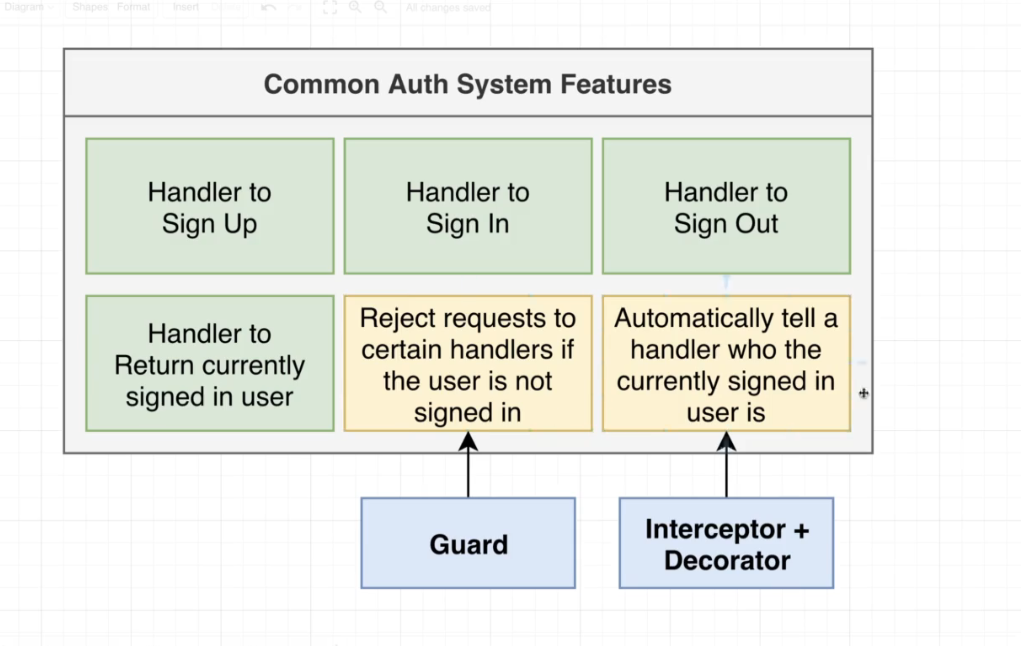 Diagram
Shapes
Format
Insert
All changes saved
Common Auth System Features
Handler to
Sign Up
Handler to
Sign In
Handler to
Sign Out
Handler to
Return currently
signed in user
Reject requests to
certain handlers if
the user is not
signed in
Automatically tell a
handler who the
currently signed in
user is
Guard
Interceptor +
Decorator